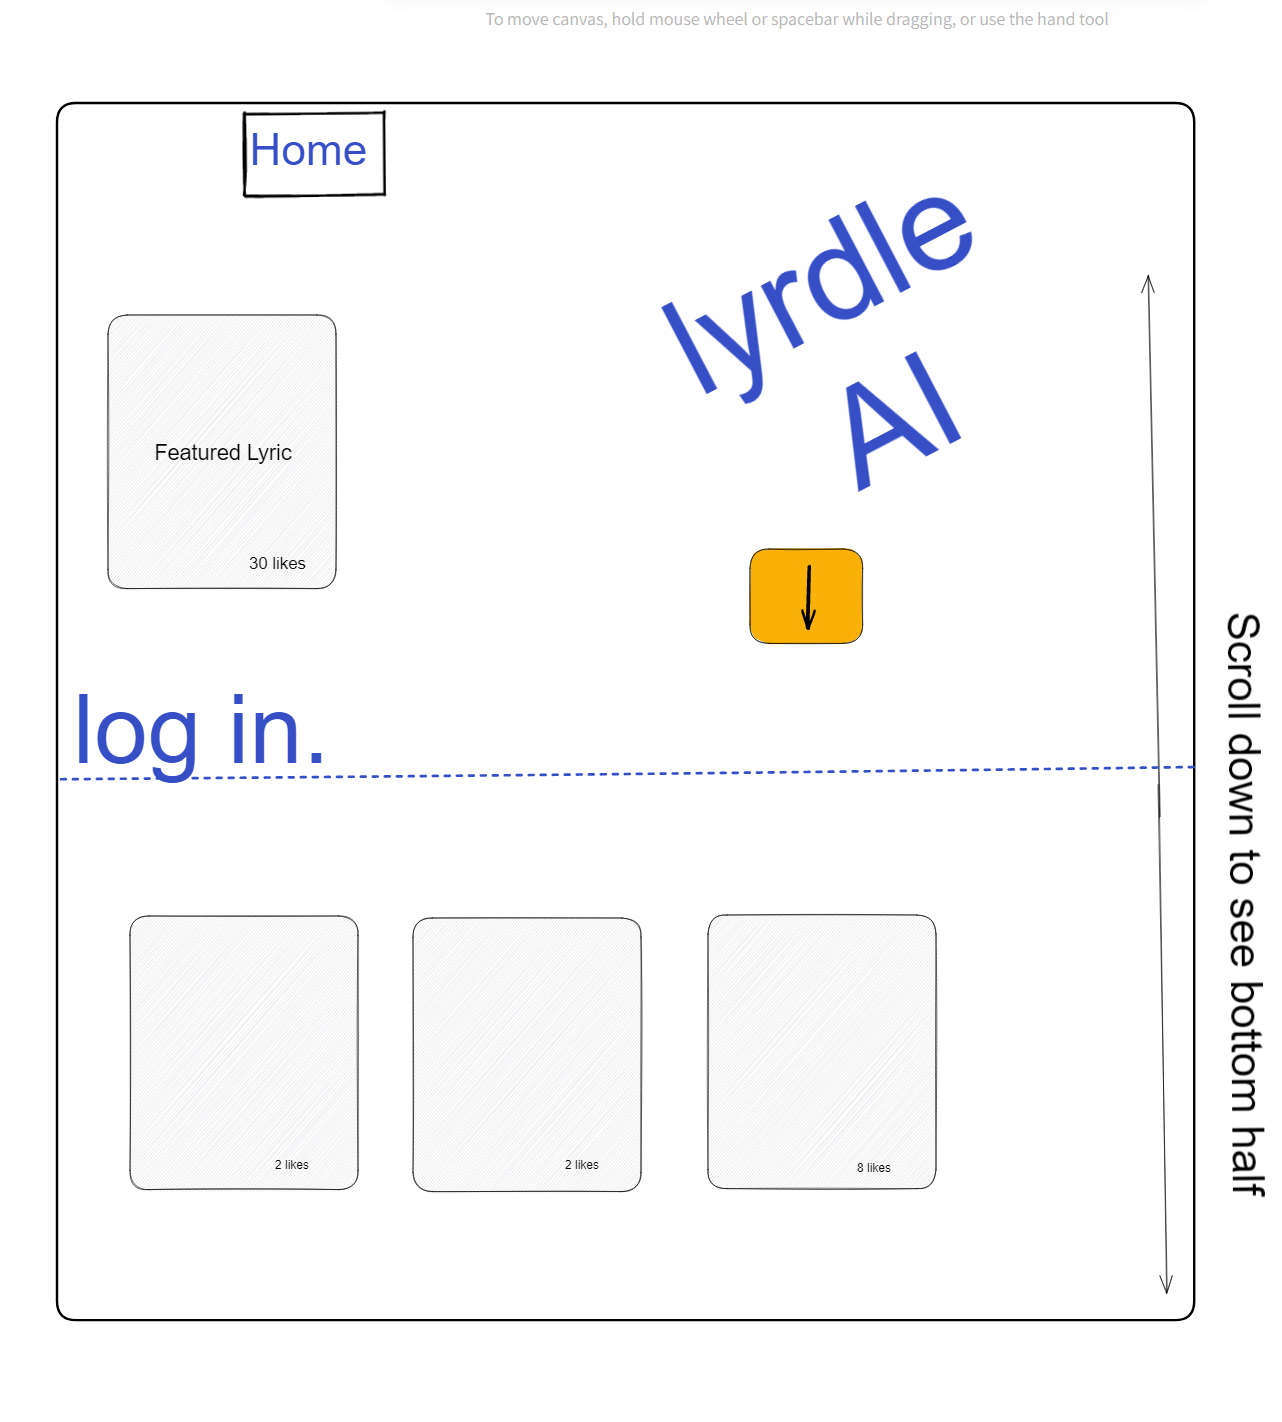 To move canvas, hold mouse wheel or spacebar while dragging, or use the hand tool
Home
lyrdle
AI
Featured Lyric
30 likes
log in.
Scroll down to see bottom half
2 likes
2 likes
8 likes